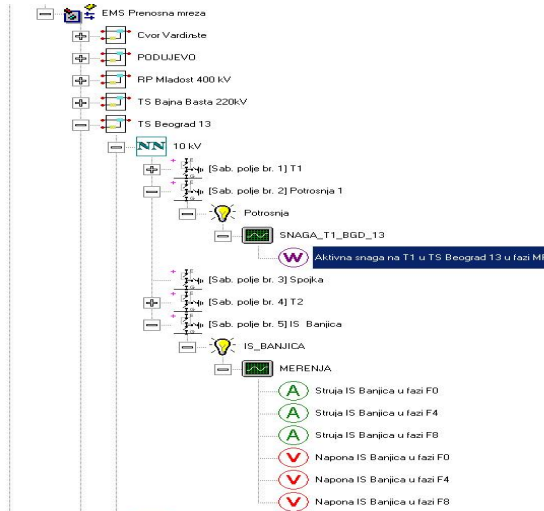 EMS Prenosna mreza
Cvor Vardište
PODUJEVO
RP Mladost 400 kV
TS Bajna Basta 220kV
TS Beograd 13
NN 10 kV
[Sab. polje br. 1] T1
[Sab. polje br. 2] Potrosnja 1
Potrosnja
SNAGA_T1_BGD_13
W Aktivna snaga na T1 u TS Beograd 13 u fazi MF
[Sab. polje br. 3] Spojka
[Sab. polje br. 4] T2
[Sab. polje br. 5] IS Banjica
IS_BANJICA
MERENJA
A Struja IS Banjica u fazi F0
A Struja IS Banjica u fazi F4
A Struja IS Banjica u fazi F8
V Napona IS Banjica u fazi F0
V Napona IS Banjica u fazi F4
V Napona IS Banjica u fazi F8